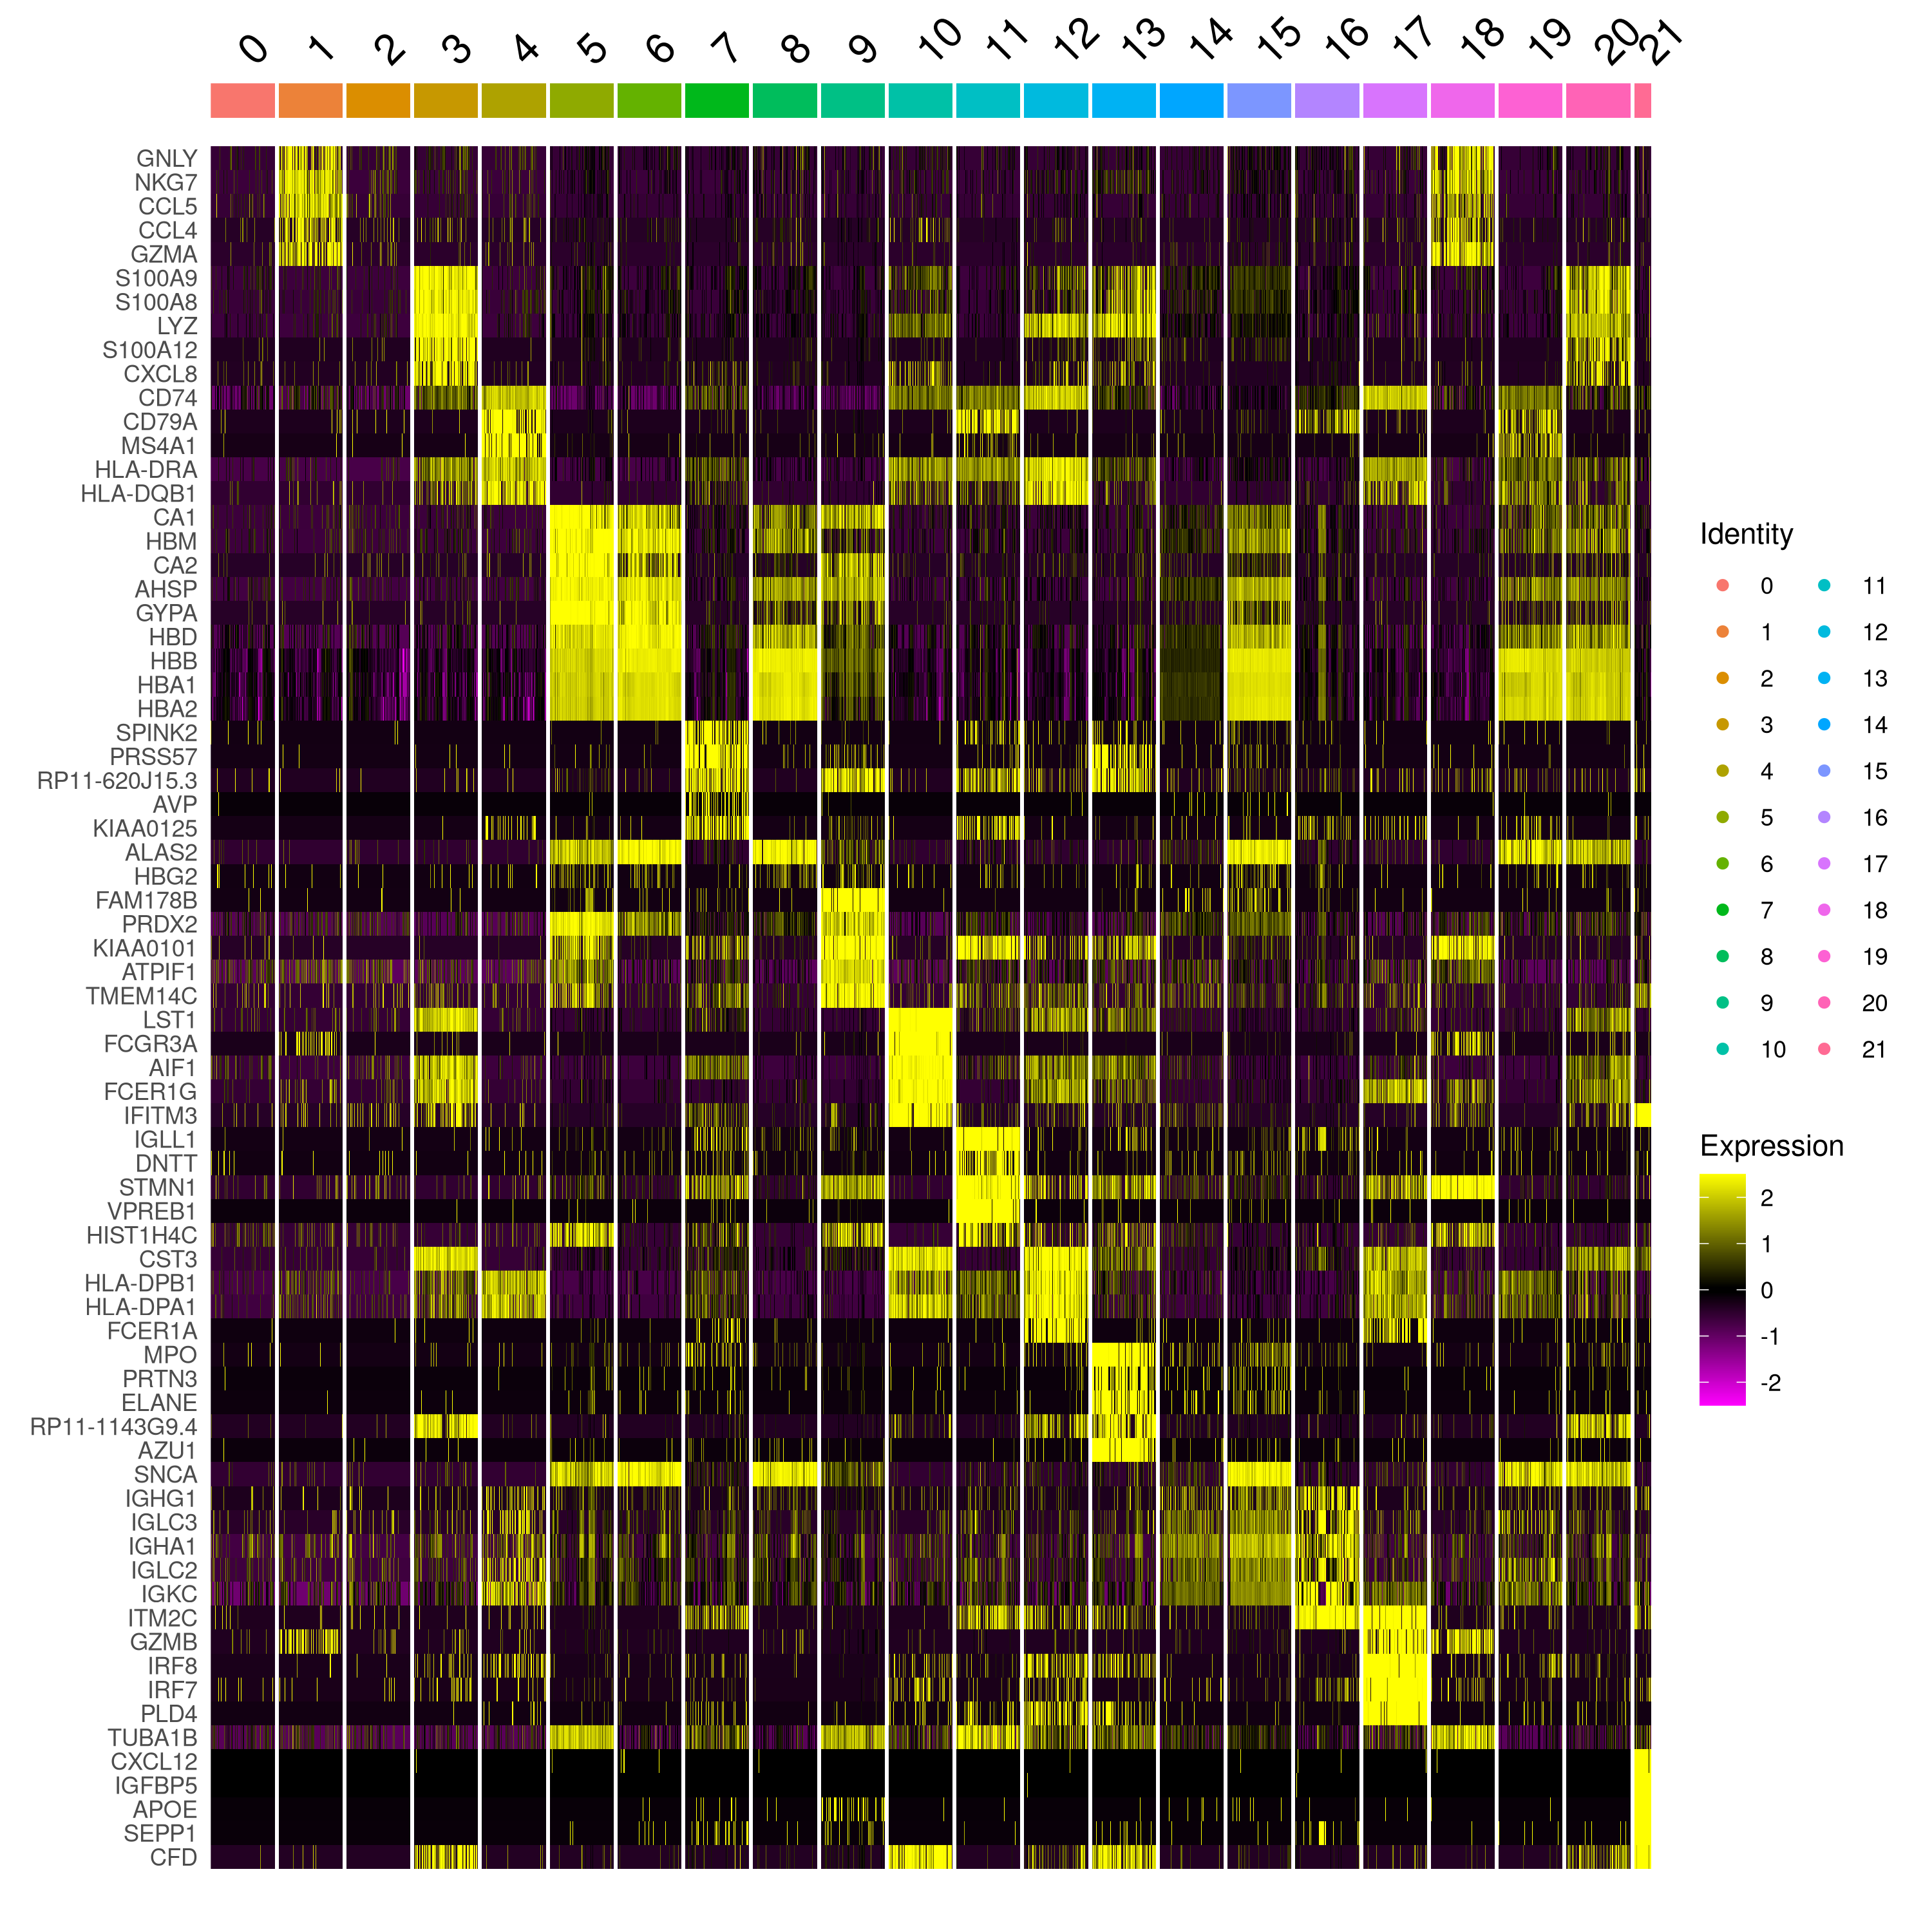 0 1 2 3 4 5 6 7 8 9 10 11 12 13 14 15 16 17 18 19 20 21
GNLY
NKG7
CCL5
CCL4
GZMA
S100A9
S100A8
LYZ
S100A12
CXCL8
CD74
CD79A
MS4A1
HLA-DRA
HLA-DQB1
CA1
HBM
CA2
AHSP
GYPA
HBD
HBB
HBA1
HBA2
SPINK2
PRSS57
RP11-620J15.3
AVP
KIAA0125
ALAS2
HBG2
FAM178B
PRDX2
KIAA0101
ATPIF1
TMEM14C
LST1
FCGR3A
AIF1
FCER1G
IFITM3
IGLL1
DNTT
STMN1
VPREB1
HIST1H4C
CST3
HLA-DPB1
HLA-DPA1
FCER1A
MPO
PRTN3
ELANE
RP11-1143G9.4
AZU1
SNCA
IGHG1
IGLC3
IGHA1
IGLC2
IGKC
ITM2C
GZMB
IRF8
IRF7
PLD4
TUBA1B
CXCL12
IGFBP5
APOE
SEPP1
CFD
Identity
0 11
1 12
2 13
3 14
4 15
5 16
6 17
7 18
8 19
9 20
10 21
Expression
2
1
0
-1
-2